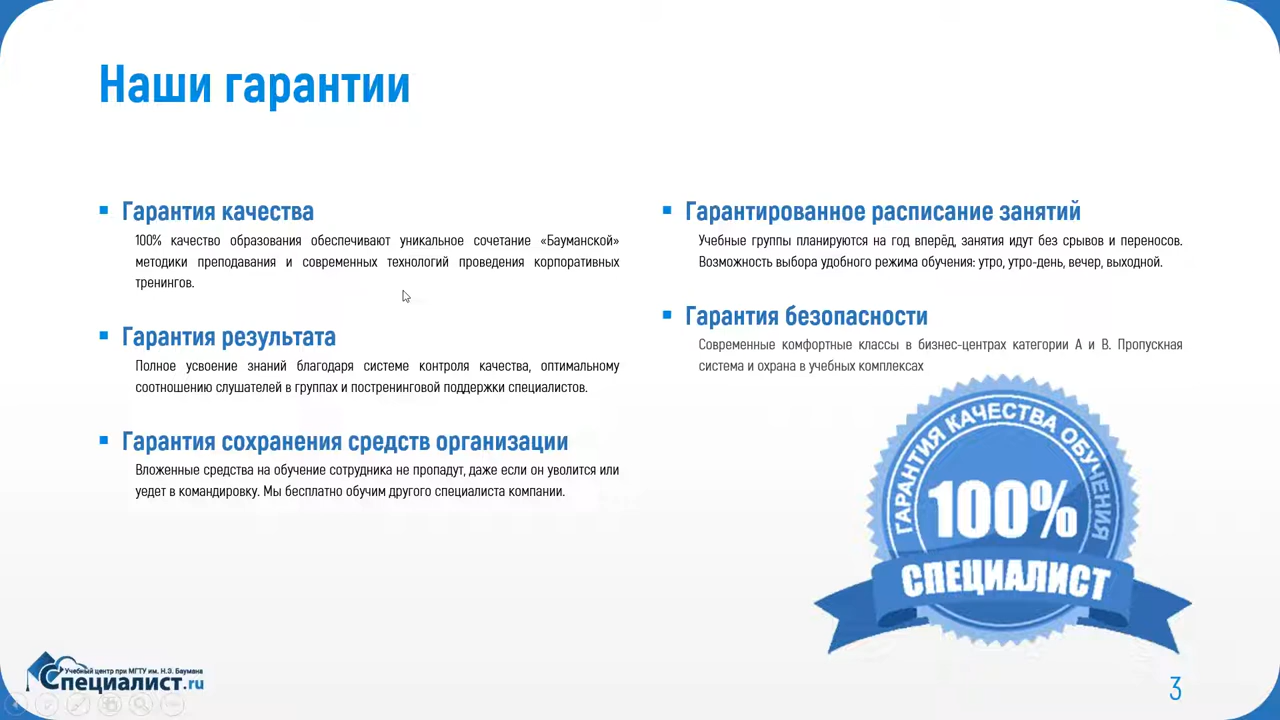 Наши гарантии
Гарантия качества
100% качество образования обеспечивают уникальное сочетание «Бауманской»
методики преподавания и современных технологий проведения корпоративных
тренингов.
Гарантия результата
Полное усвоение знаний благодаря системе контроля качества, оптимальному
соотношению слушателей в группах и постренинговой поддержки специалистов.
Гарантия сохранения средств организации
Вложенные средства на обучение сотрудника не пропадут, даже если он уволится или
уедет в командировку. Мы бесплатно обучим другого специалиста компании.
Гарантированное расписание занятий
Учебные группы планируются на год вперёд, занятия идут без срывов и переносов.
Возможность выбора удобного режима обучения: утро, утро-день, вечер, выходной.
Гарантия безопасности
Современные комфортные классы в бизнес-центрах категории А и В. Пропускная
система и охрана в учебных комплексах
ГАРАНТИЯ КАЧЕСТВА ОБУЧЕНИЯ
100%
СПЕЦИАЛИСТ
Учебный центр при МГТУ им. Н.Э. Баумана
Специалист.ru
3